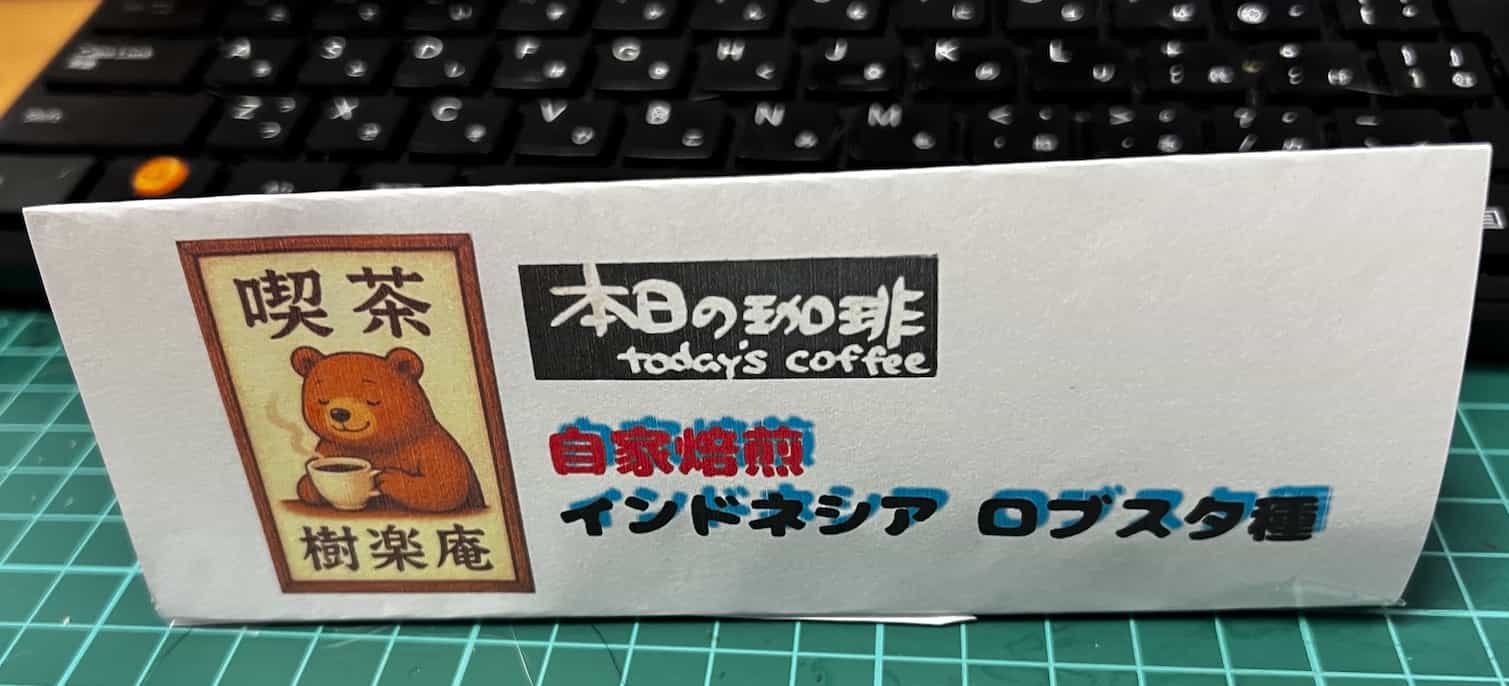 喫茶
樹楽庵
本日の珈琲
today's coffee
自家焙煎
インドネシア ロブスタ種
A S D F G H J K L
Z X C V B N M